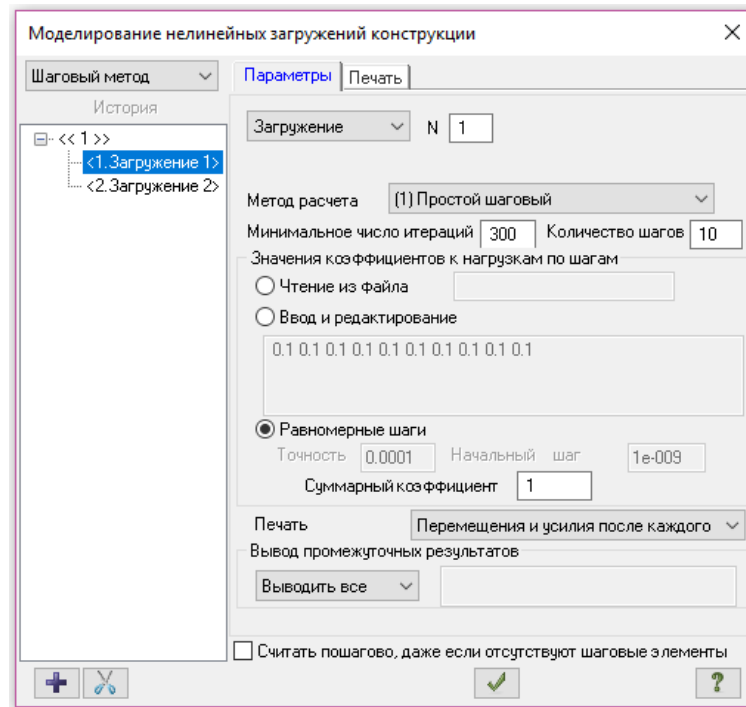 Моделирование нелинейных загружений конструкции
Шаговый метод
История
<< 1 >>
<1.Загружение 1>
<2.Загружение 2>
Параметры Печать
Загружение N 1
Метод расчета (1) Простой шаговый
Минимальное число итераций 300 Количество шагов 10
Значения коэффициентов к нагрузкам по шагам
Чтение из файла
Ввод и редактирование
0.1 0.1 0.1 0.1 0.1 0.1 0.1 0.1 0.1 0.1
Равномерные шаги
Точность 0.0001 Начальный шаг 1e-009
Суммарный коэффициент 1
Печать Перемещения и усилия после каждого
Вывод промежуточных результатов
Выводить все
Считать пошагово, даже если отсутствуют шаговые элементы
?